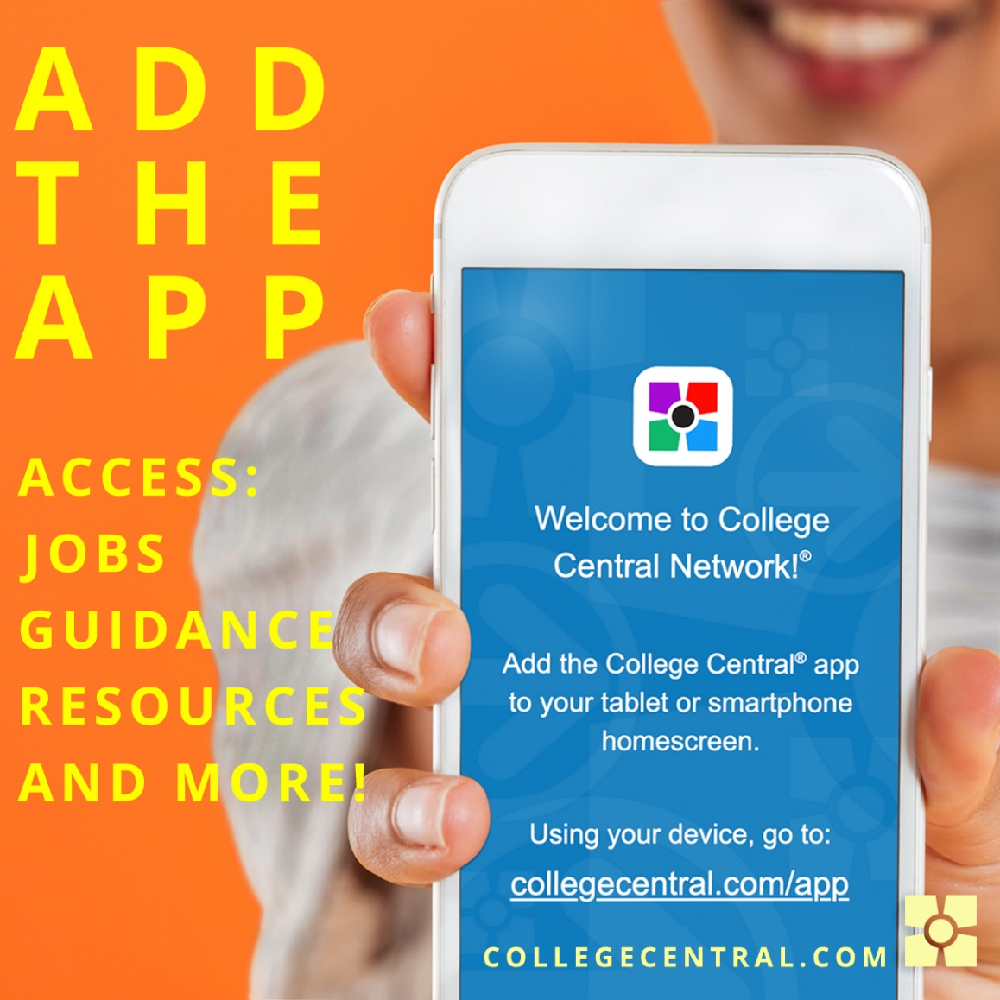 ADD
THE
APP
ACCESS:
JOBS
GUIDANCE
RESOURCES
AND MORE!
Welcome to College
Central Network!®
Add the College Central® app
to your tablet or smartphone
homescreen.
Using your device, go to:
collegecentral.com/app
COLLEGECENTRAL.COM